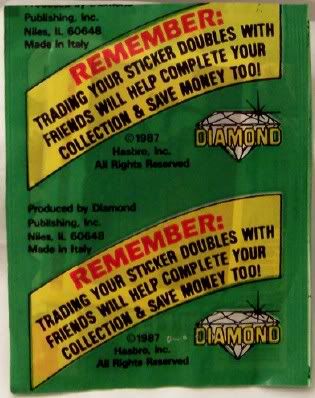 Produced by Diamond
Publishing, Inc.
Niles, IL 60648
Made in Italy
REMEMBER:
TRADING YOUR STICKER DOUBLES WITH
FRIENDS WILL HELP COMPLETE YOUR
COLLECTION & SAVE MONEY TOO!
©1987
Hasbro, Inc.
All Rights Reserved
DIAMOND
Produced by Diamond
Publishing, Inc.
Niles, IL 60648
Made in Italy
REMEMBER:
TRADING YOUR STICKER DOUBLES WITH
FRIENDS WILL HELP COMPLETE YOUR
COLLECTION & SAVE MONEY TOO!
©1987
Hasbro, Inc.
All Rights Reserved
DIAMOND